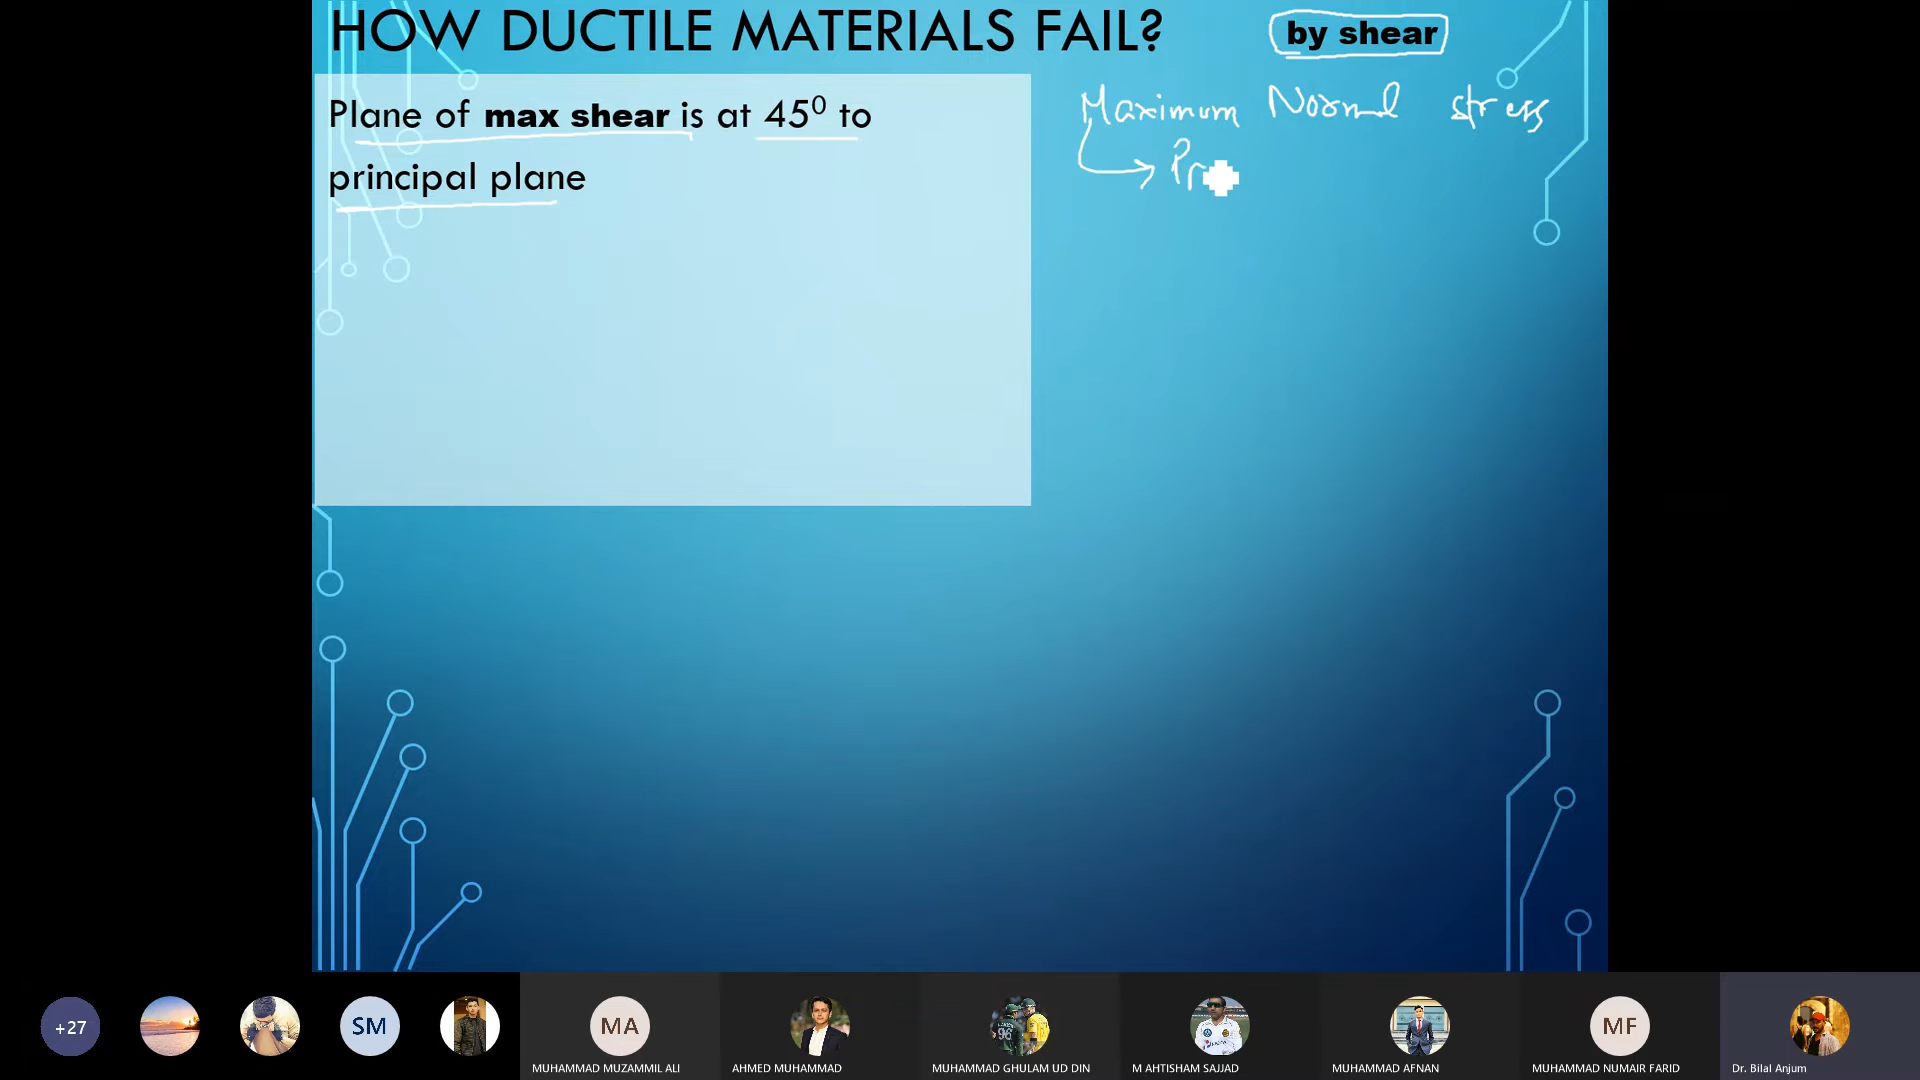 HOW DUCTILE MATERIALS FAIL? by shear
Plane of max shear is at 45⁰ to
principal plane
Maximum Normal stress
Pr
+27
SM
MA
MF
MUHAMMAD MUZAMMIL ALI
AHMED MUHAMMAD
MUHAMMAD GHULAM UD DIN
M AHTISHAM SAJJAD
MUHAMMAD AFNAN
MUHAMMAD NUMAIR FARID
Dr. Bilal Anjum